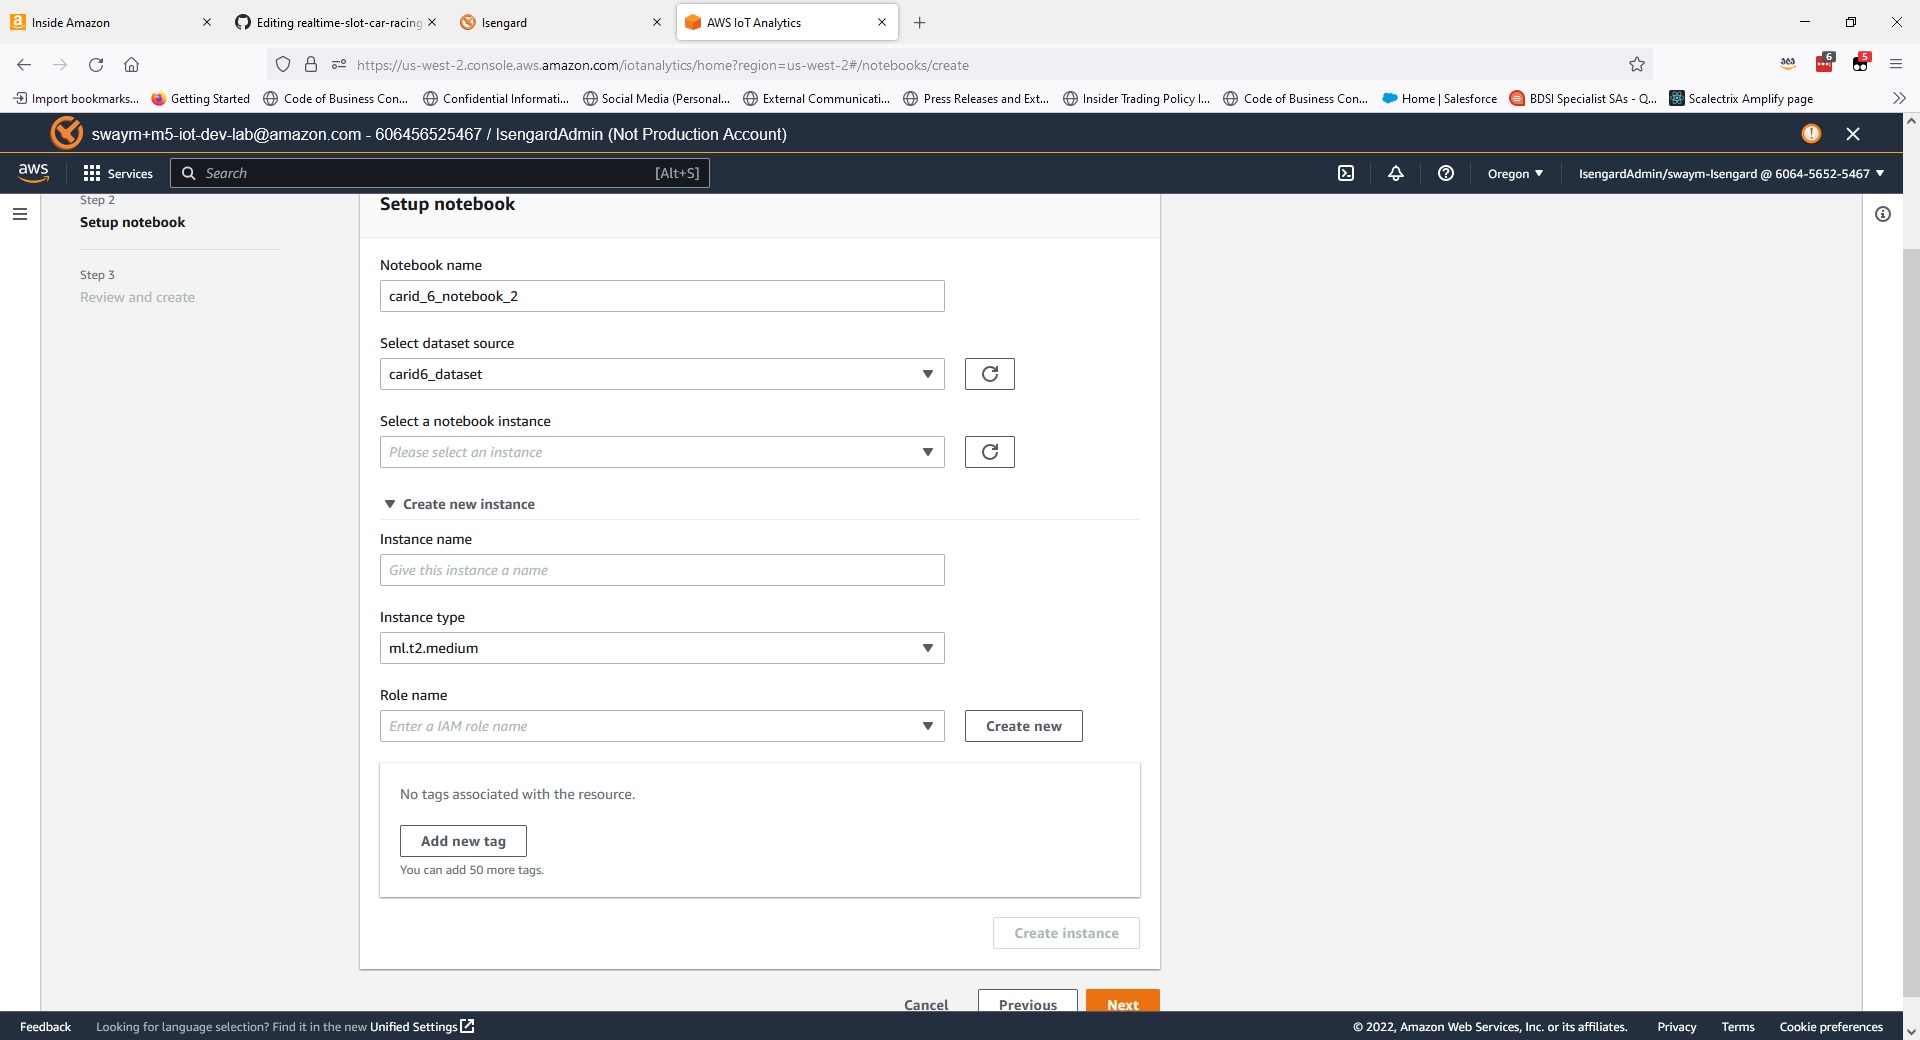 Inside Amazon
Editing realtime-slot-car-racing
Isengard
AWS IoT Analytics
https://us-west-2.console.aws.amazon.com/iotanalytics/home?region=us-west-2#/notebooks/create
aea
6
5
Import bookmarks...
Getting Started
Code of Business Con...
Confidential Informati...
Social Media (Personal...
External Communicati...
Press Releases and Ext...
Insider Trading Policy I...
Code of Business Con...
Home | Salesforce
BDSI Specialist SAs - Q...
Scalectrix Amplify page
swaym+m5-iot-dev-lab@amazon.com - 606456525467 / IsengardAdmin (Not Production Account)
aws
Services
Search
[Alt+S]
Oregon
IsengardAdmin/swaym-Isengard @ 6064-5652-5467
Step 2
Setup notebook
Step 3
Review and create
Setup notebook
Notebook name
carid_6_notebook_2
Select dataset source
carid6_dataset
Select a notebook instance
Please select an instance
Create new instance
Instance name
Give this instance a name
Instance type
ml.t2.medium
Role name
Enter a IAM role name
Create new
No tags associated with the resource.
Add new tag
You can add 50 more tags.
Create instance
Cancel
Previous
Next
Feedback
Looking for language selection? Find it in the new Unified Settings
© 2022, Amazon Web Services, Inc. or its affiliates.
Privacy
Terms
Cookie preferences